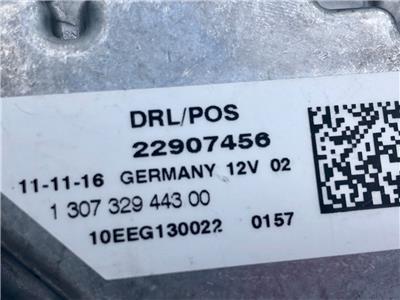 DRL/POS
22907456
11-11-16 GERMANY 12V 02
1 307 329 443 00
10EEG130022 0157